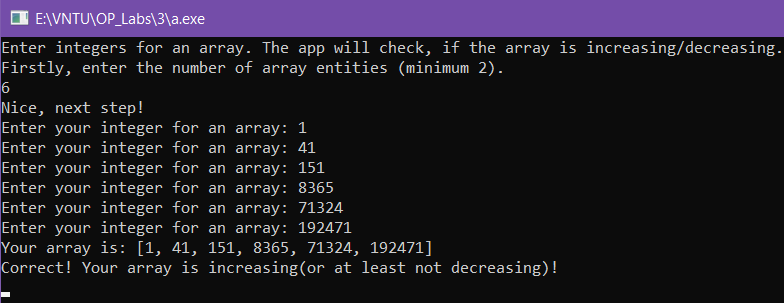 E:\VNTU\OP_Labs\3\a.exe
Enter integers for an array. The app will check, if the array is increasing/decreasing.
Firstly, enter the number of array entities (minimum 2).
6
Nice, next step!
Enter your integer for an array: 1
Enter your integer for an array: 41
Enter your integer for an array: 151
Enter your integer for an array: 8365
Enter your integer for an array: 71324
Enter your integer for an array: 192471
Your array is: [1, 41, 151, 8365, 71324, 192471]
Correct! Your array is increasing(or at least not decreasing)!